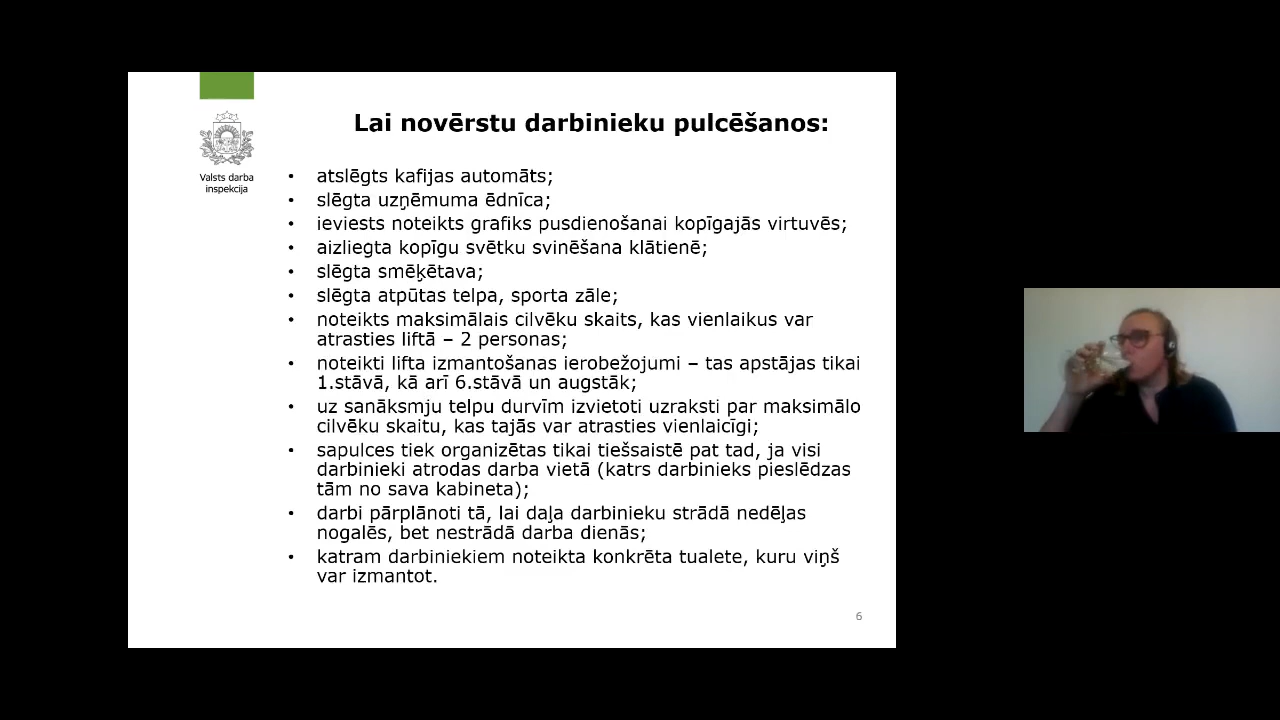 Lai novērstu darbinieku pulcēšanos:
Valsts darba
inspekcija
• atslēgts kafijas automāts;
• slēgta uzņēmuma ēdnīca;
• ieviests noteikts grafiks pusdienošanai kopīgajās virtuvēs;
• aizliegta kopīgu svētku svinēšana klātienē;
• slēgta smēķētava;
• slēgta atpūtas telpa, sporta zāle;
• noteikts maksimālais cilvēku skaits, kas vienlaikus var
atrasties liftā – 2 personas;
• noteikti lifta izmantošanas ierobežojumi – tas apstājas tikai
1.stāvā, kā arī 6.stāvā un augstāk;
• uz sanāksmju telpu durvīm izvietoti uzraksti par maksimālo
cilvēku skaitu, kas tajās var atrasties vienlaicīgi;
• sapulces tiek organizētas tikai tiešsaistē pat tad, ja visi
darbinieki atrodas darba vietā (katrs darbinieks pieslēdzas
tām no sava kabineta);
• darbi pārplānoti tā, lai daļa darbinieku strādā nedēļas
nogalēs, bet nestrādā darba dienās;
• katram darbiniekiem noteikta konkrēta tualete, kuru viņš
var izmantot.
6